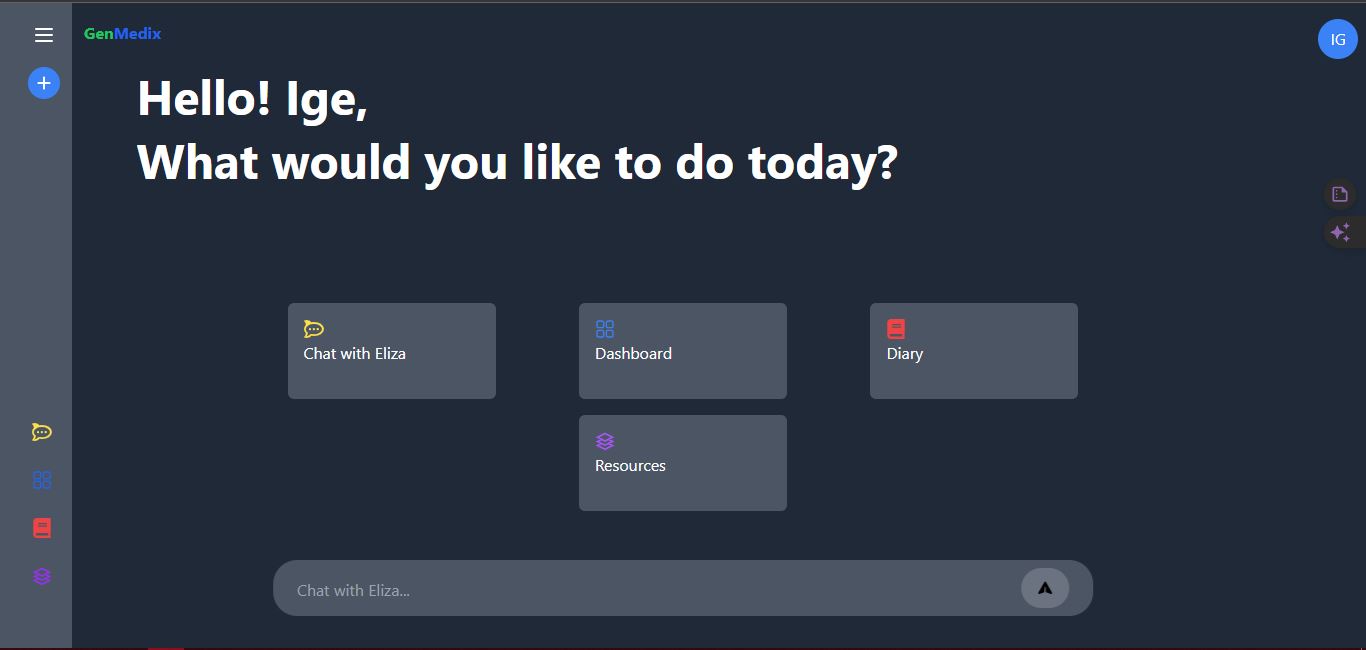 GenMedix
IG
Hello! Ige,
What would you like to do today?
Chat with Eliza
Dashboard
Diary
Resources
Chat with Eliza...